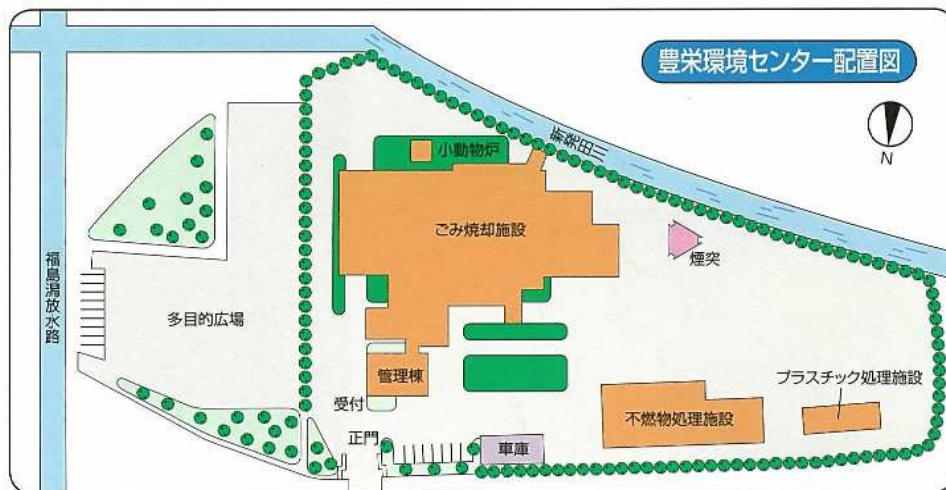 豊栄環境センター配置図
N
新発田川
小動物炉
ごみ焼却施設
煙突
福島潟放水路
多目的広場
管理棟
プラスチック処理施設
受付
不燃物処理施設
正門
車庫